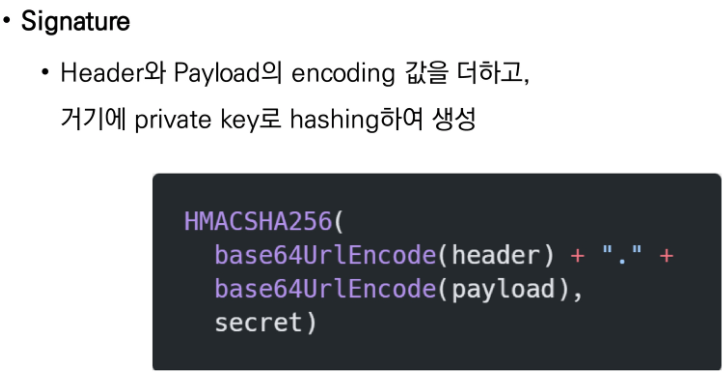 • Signature
• Header와 Payload의 encoding 값을 더하고,
거기에 private key로 hashing하여 생성
HMACSHA256(
base64UrlEncode(header) + "." +
base64UrlEncode(payload),
secret)